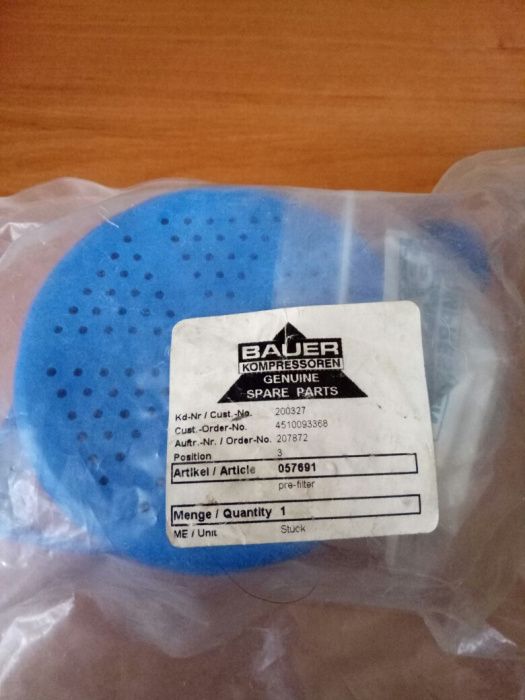 BAUER
KOMPRESSOREN
GENUINE
SPARE PARTS
Kd-Nr / Cust.-No. 200327
Cust.-Order-No. 4510093368
Auftr.-Nr. / Order-No. 207872
Position 3
Artikel / Article 057691
pre-filter
Menge / Quantity 1
ME / Unit Stück